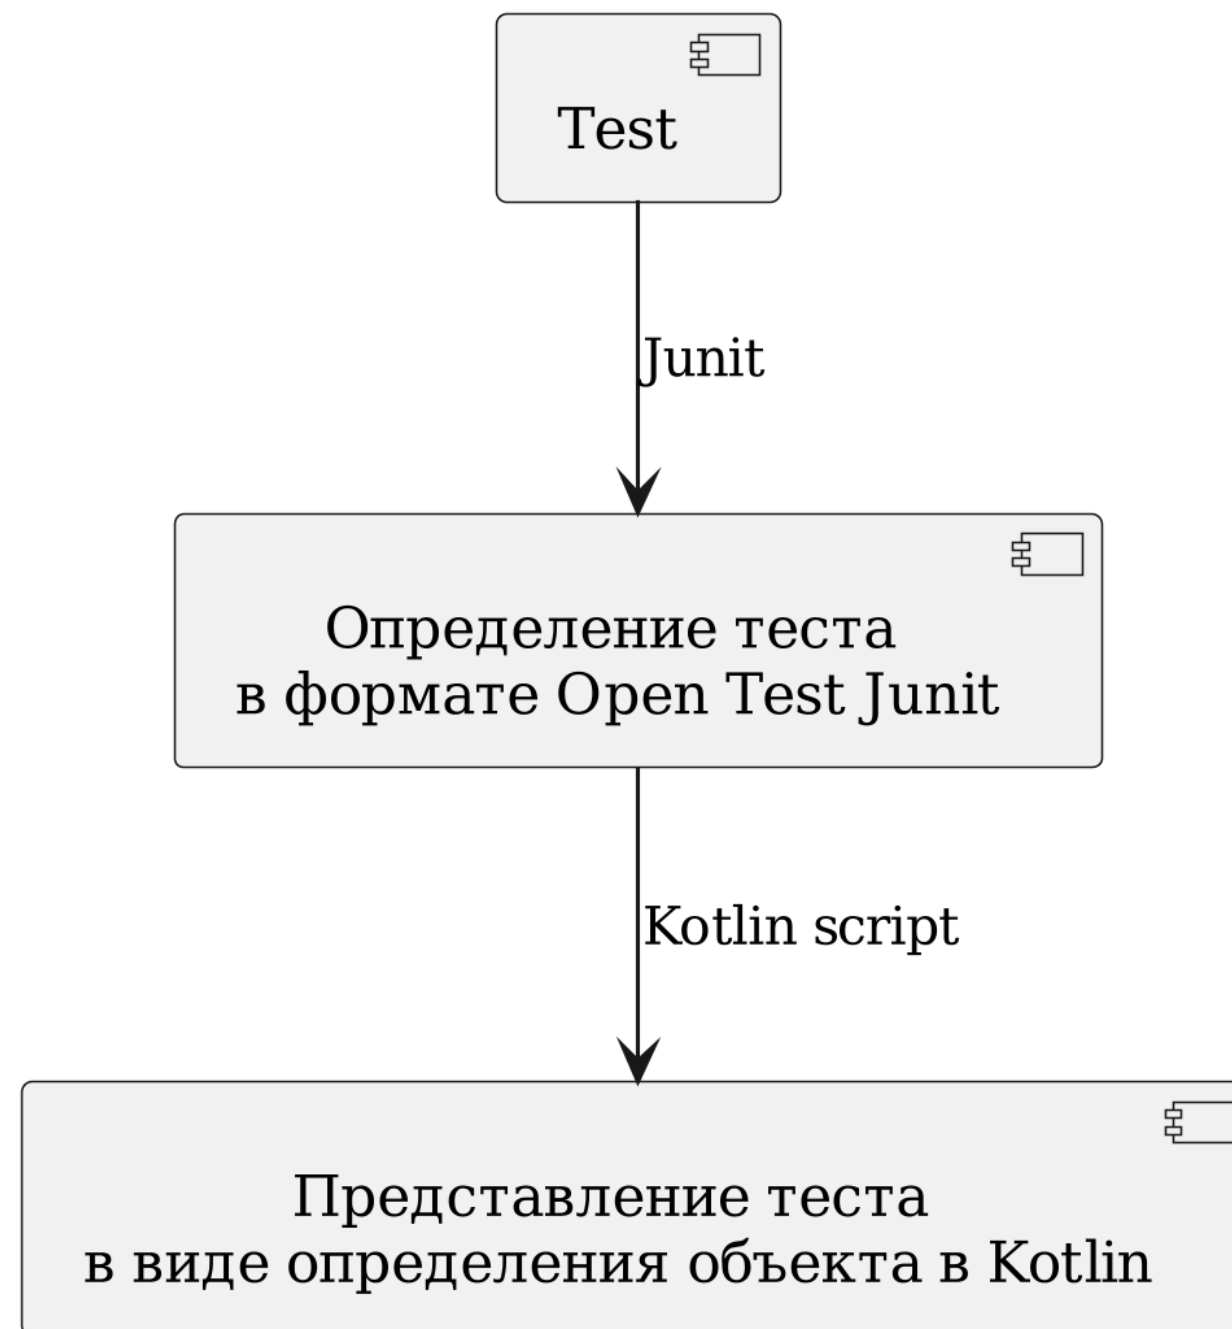 Test
Junit
Определение теста
в формате Open Test Junit
Kotlin script
Представление теста
в виде определения объекта в Kotlin